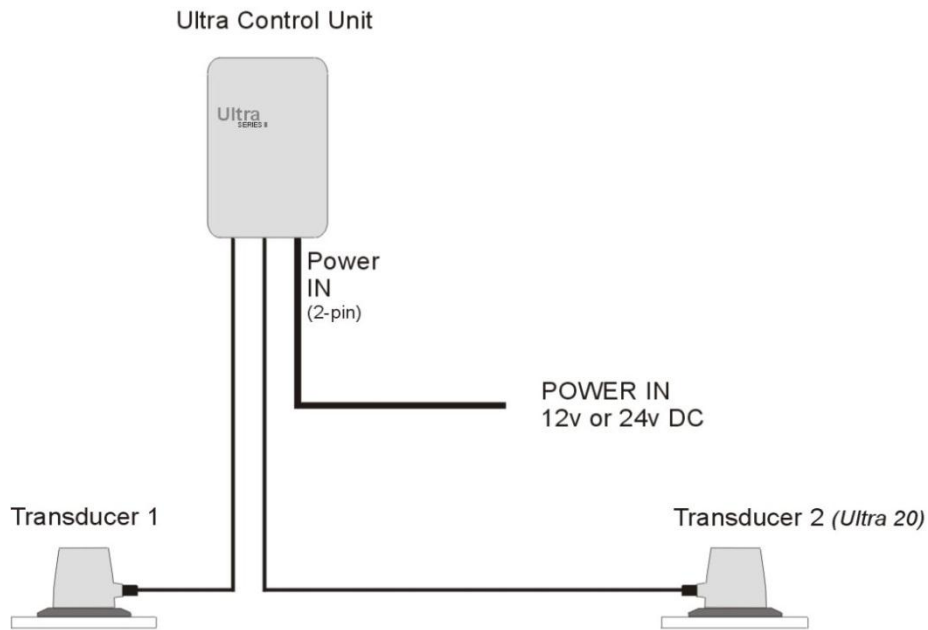 Ultra Control Unit
Ultra
SERIES II
Power
IN
(2-pin)
POWER IN
12v or 24v DC
Transducer 1
Transducer 2 (Ultra 20)